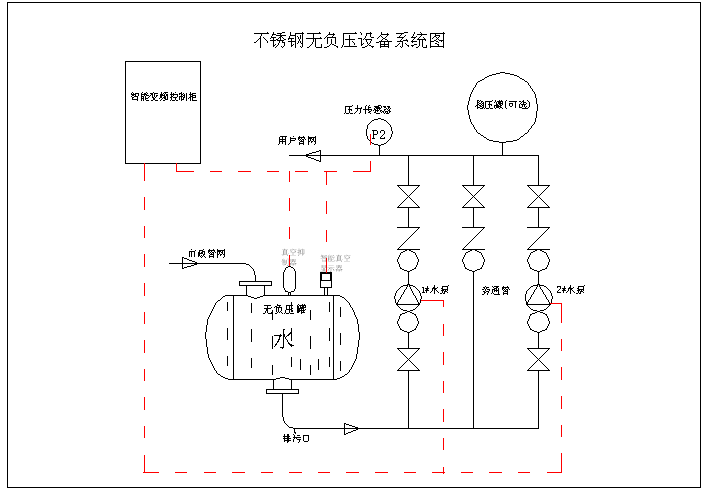 不锈钢无负压设备系统图
智能变频控制柜
压力传感器
稳压罐(可选)
P2
用户管网
市政管网
真空抑
制器
智能真空
显示器
1#水泵
旁通管
2#水泵
无负压罐
水
排污口